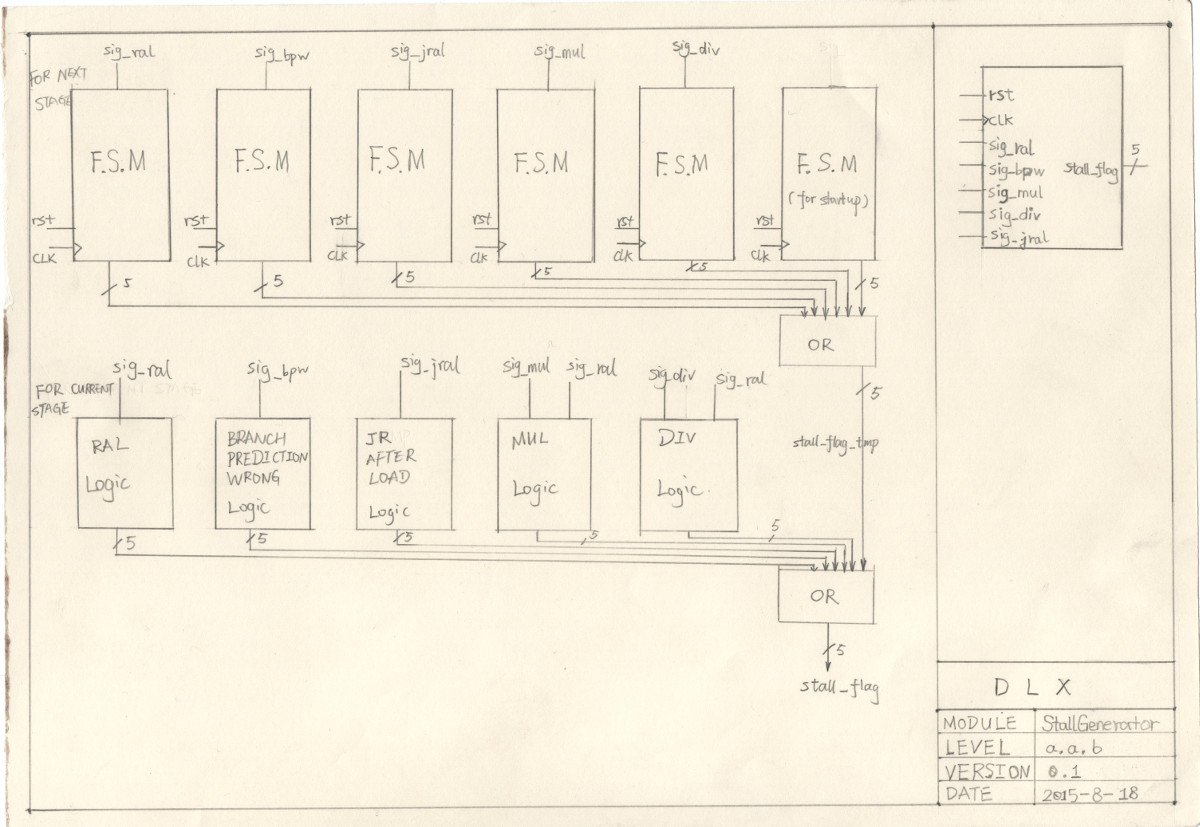 sig_ral
sig_bpw
sig_jral
sig_mul
sig_div
FOR NEXT
STAGE
F.S.M
F.S.M
F.S.M
F.S.M
F.S.M
F.S.M
(for startup)
rst
CLK
rst
CLK
rst
CLK
rst
CLK
rst
CLK
rst
CLK
5
5
5
5
5
5
OR
5
stall_flag_tmp
FOR CURRENT
STAGE
sig_ral
sig_bpw
sig_jral
sig_mul
sig_ral
sig_div
sig_ral
RAL
Logic
BRANCH
PREDICTION
WRONG
Logic
JR
AFTER
LOAD
Logic
MUL
Logic
DIV
Logic.
5
5
5
5
5
OR
5
stall_flag
rst
clk
sig_ral
sig_bpw
sig_mul
sig_div
sig_jral
stall_flag
5
DLX
MODULE StallGenerator
LEVEL a.a.b
VERSION 0.1
DATE 2015-8-18